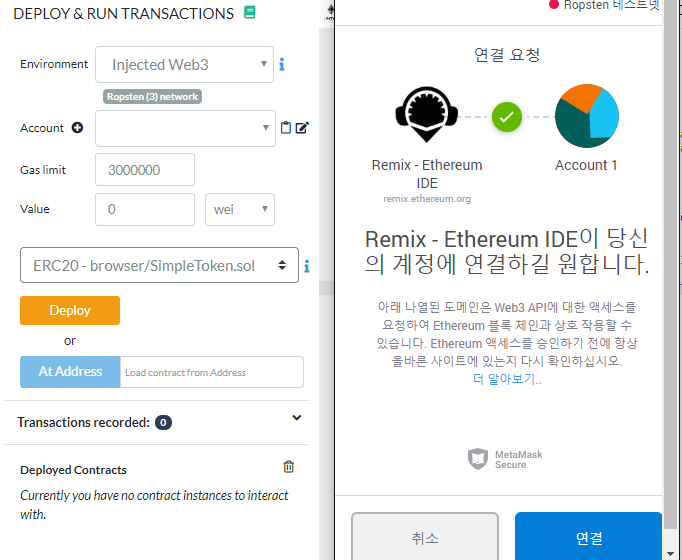 DEPLOY & RUN TRANSACTIONS
Environment
Injected Web3
Ropsten (3) network
Account
Gas limit
3000000
Value
0
wei
ERC20 - browser/SimpleToken.sol
Deploy
or
At Address
Load contract from Address
Transactions recorded: 0
Deployed Contracts
Currently you have no contract instances to interact
with.
Ropsten 테스트넷
연결 요청
Remix - Ethereum
IDE
remix.ethereum.org
Account 1
Remix - Ethereum IDE이 당신
의 계정에 연결하길 원합니다.
아래 나열된 도메인은 Web3 API에 대한 액세스를
요청하여 Ethereum 블록 체인과 상호 작용할 수
있습니다. Ethereum 액세스를 승인하기 전에 항상
올바른 사이트에 있는지 다시 확인하십시오.
더 알아보기..
MetaMask
Secure
취소
연결